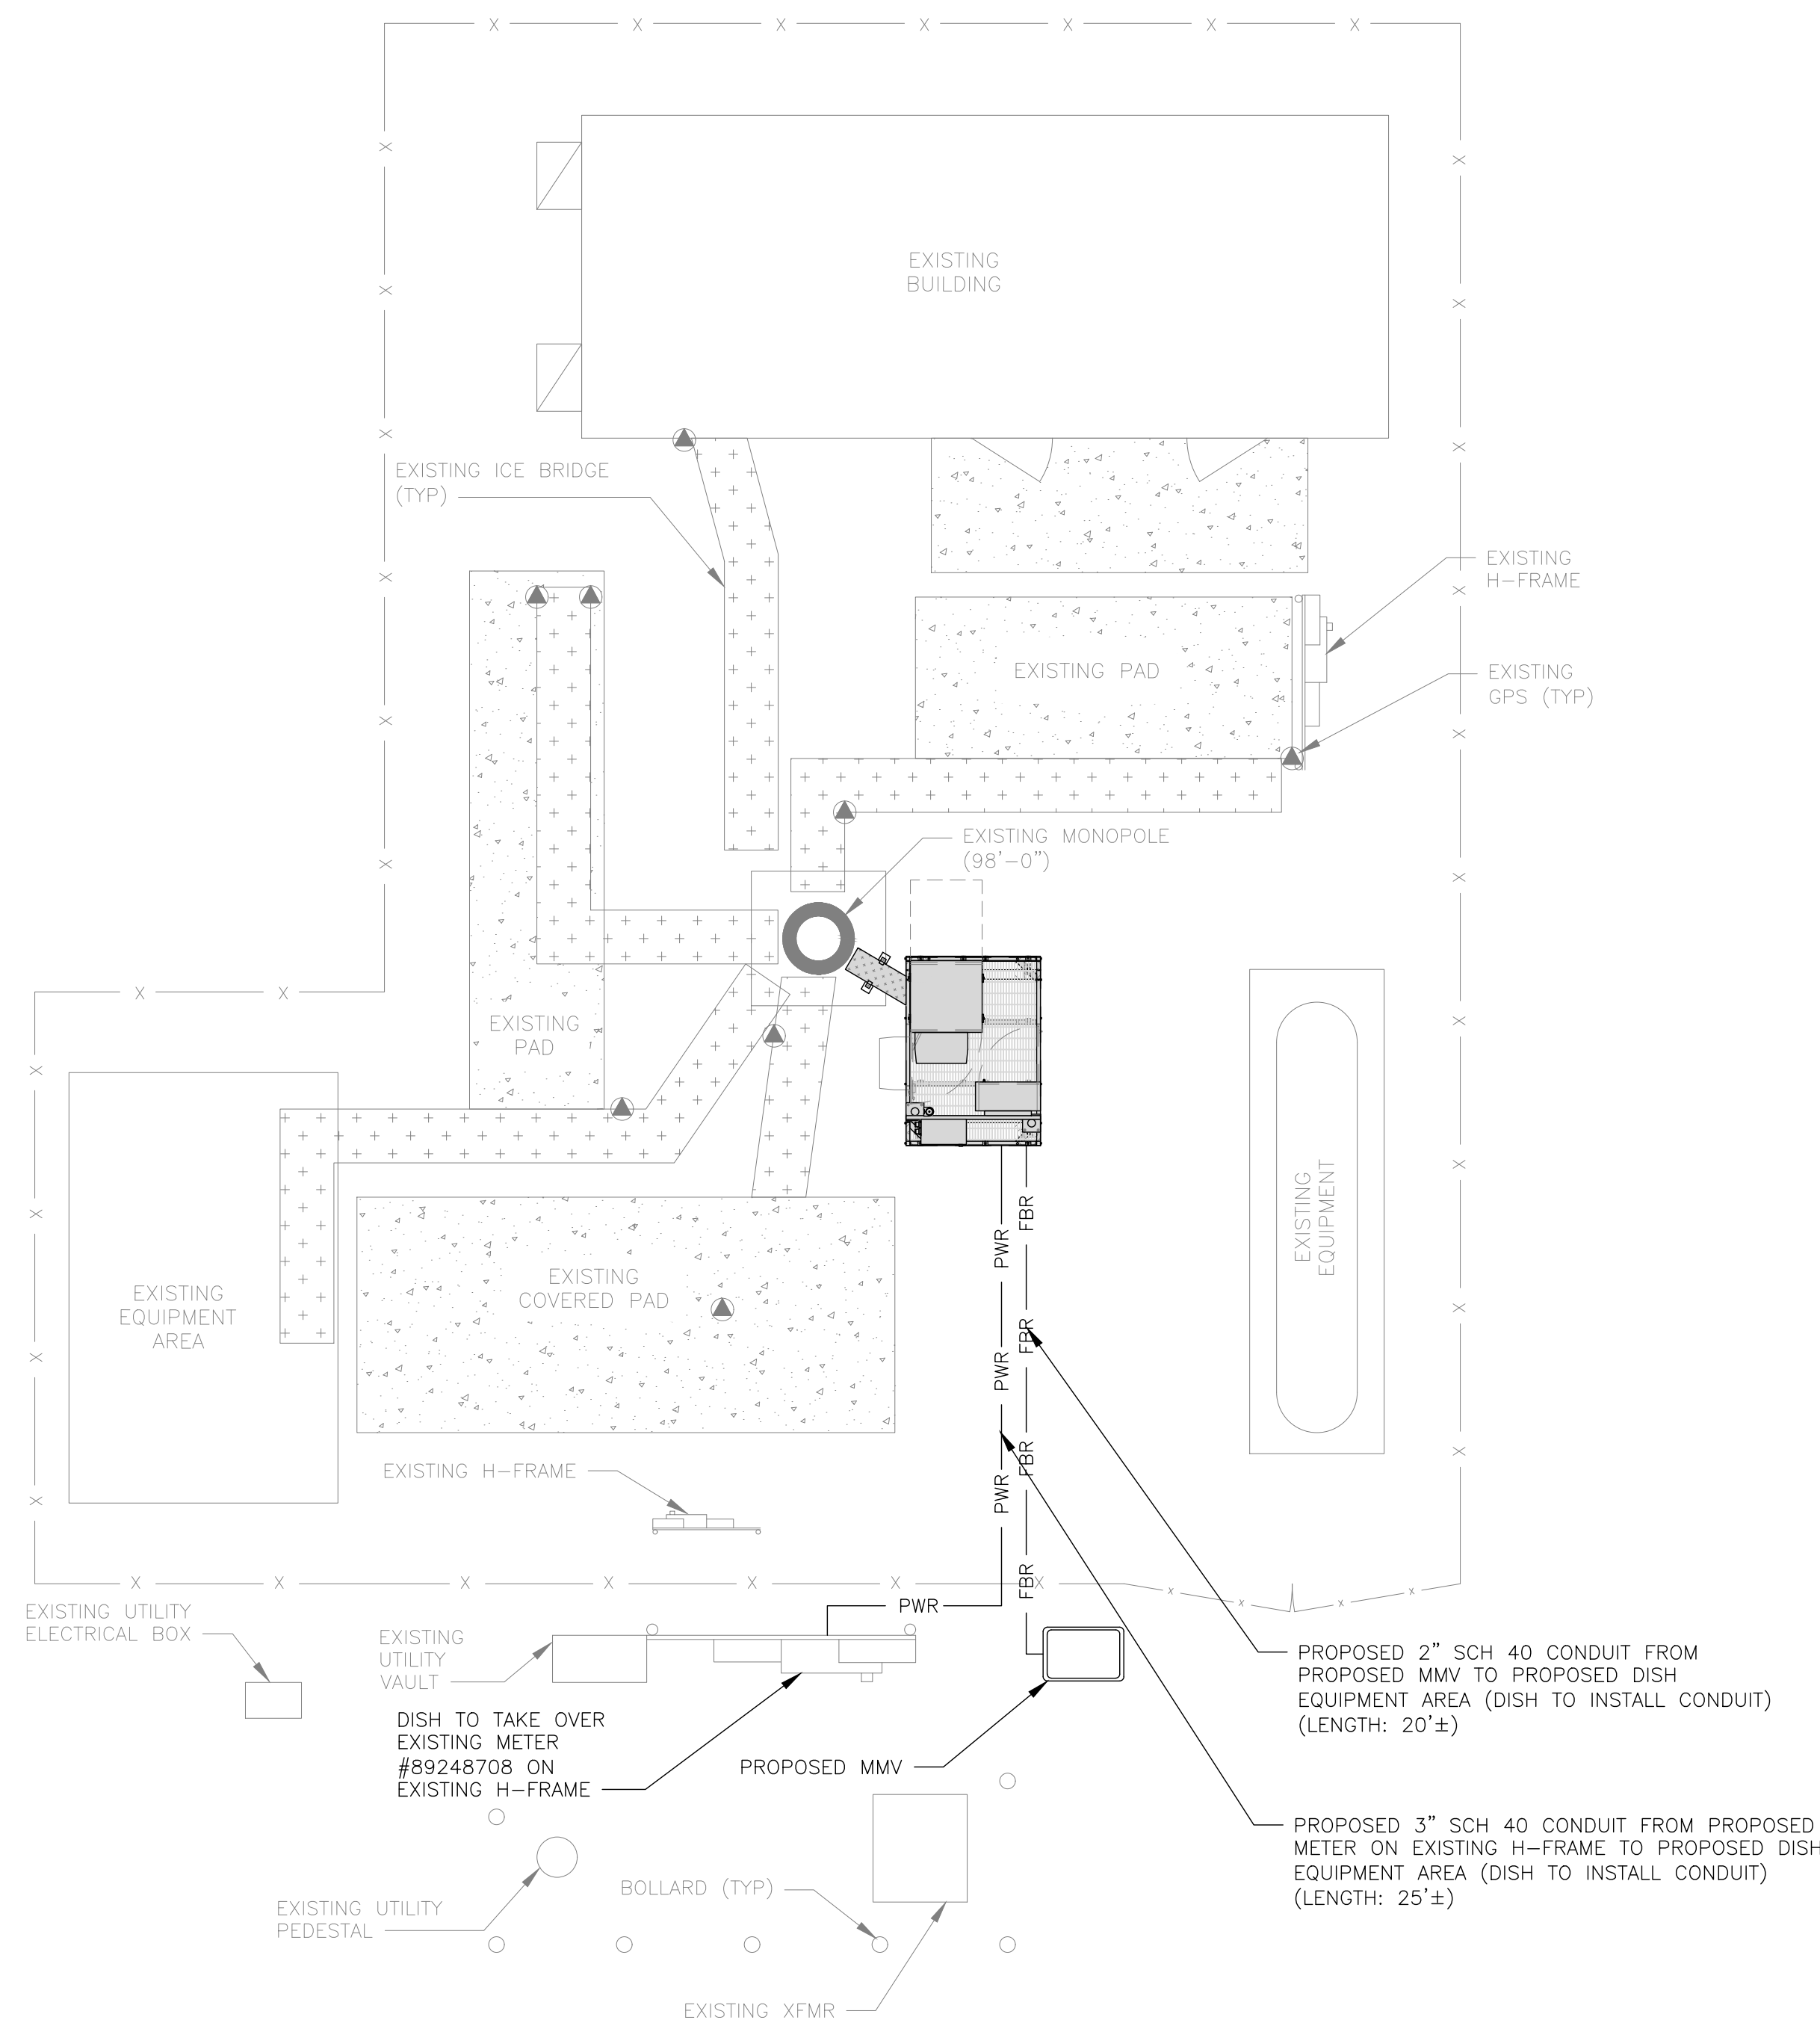 X X X X X X X
X X
X X
X X
EXISTING
BUILDING
EXISTING ICE BRIDGE
(TYP)
EXISTING
H-FRAME
X X
EXISTING PAD
EXISTING
GPS (TYP)
X X
EXISTING MONOPOLE
(98'-0")
X X
X X
EXISTING
PAD
X
X
X
X
EXISTING
EQUIPMENT
X
X
EXISTING
EQUIPMENT
AREA
EXISTING
COVERED PAD
PWR
PWR
PWR
FBR
FBR
FBR
FBR
X
X
X
X
EXISTING H-FRAME
X X X X X X X X X
PWR
EXISTING UTILITY
ELECTRICAL BOX
EXISTING
UTILITY
VAULT
DISH TO TAKE OVER
EXISTING METER
#89248708 ON
EXISTING H-FRAME
PROPOSED MMV
PROPOSED 2" SCH 40 CONDUIT FROM
PROPOSED MMV TO PROPOSED DISH
EQUIPMENT AREA (DISH TO INSTALL CONDUIT)
(LENGTH: 20'±)
PROPOSED 3" SCH 40 CONDUIT FROM PROPOSED
METER ON EXISTING H-FRAME TO PROPOSED DISH
EQUIPMENT AREA (DISH TO INSTALL CONDUIT)
(LENGTH: 25'±)
BOLLARD (TYP)
EXISTING UTILITY
PEDESTAL
EXISTING XFMR